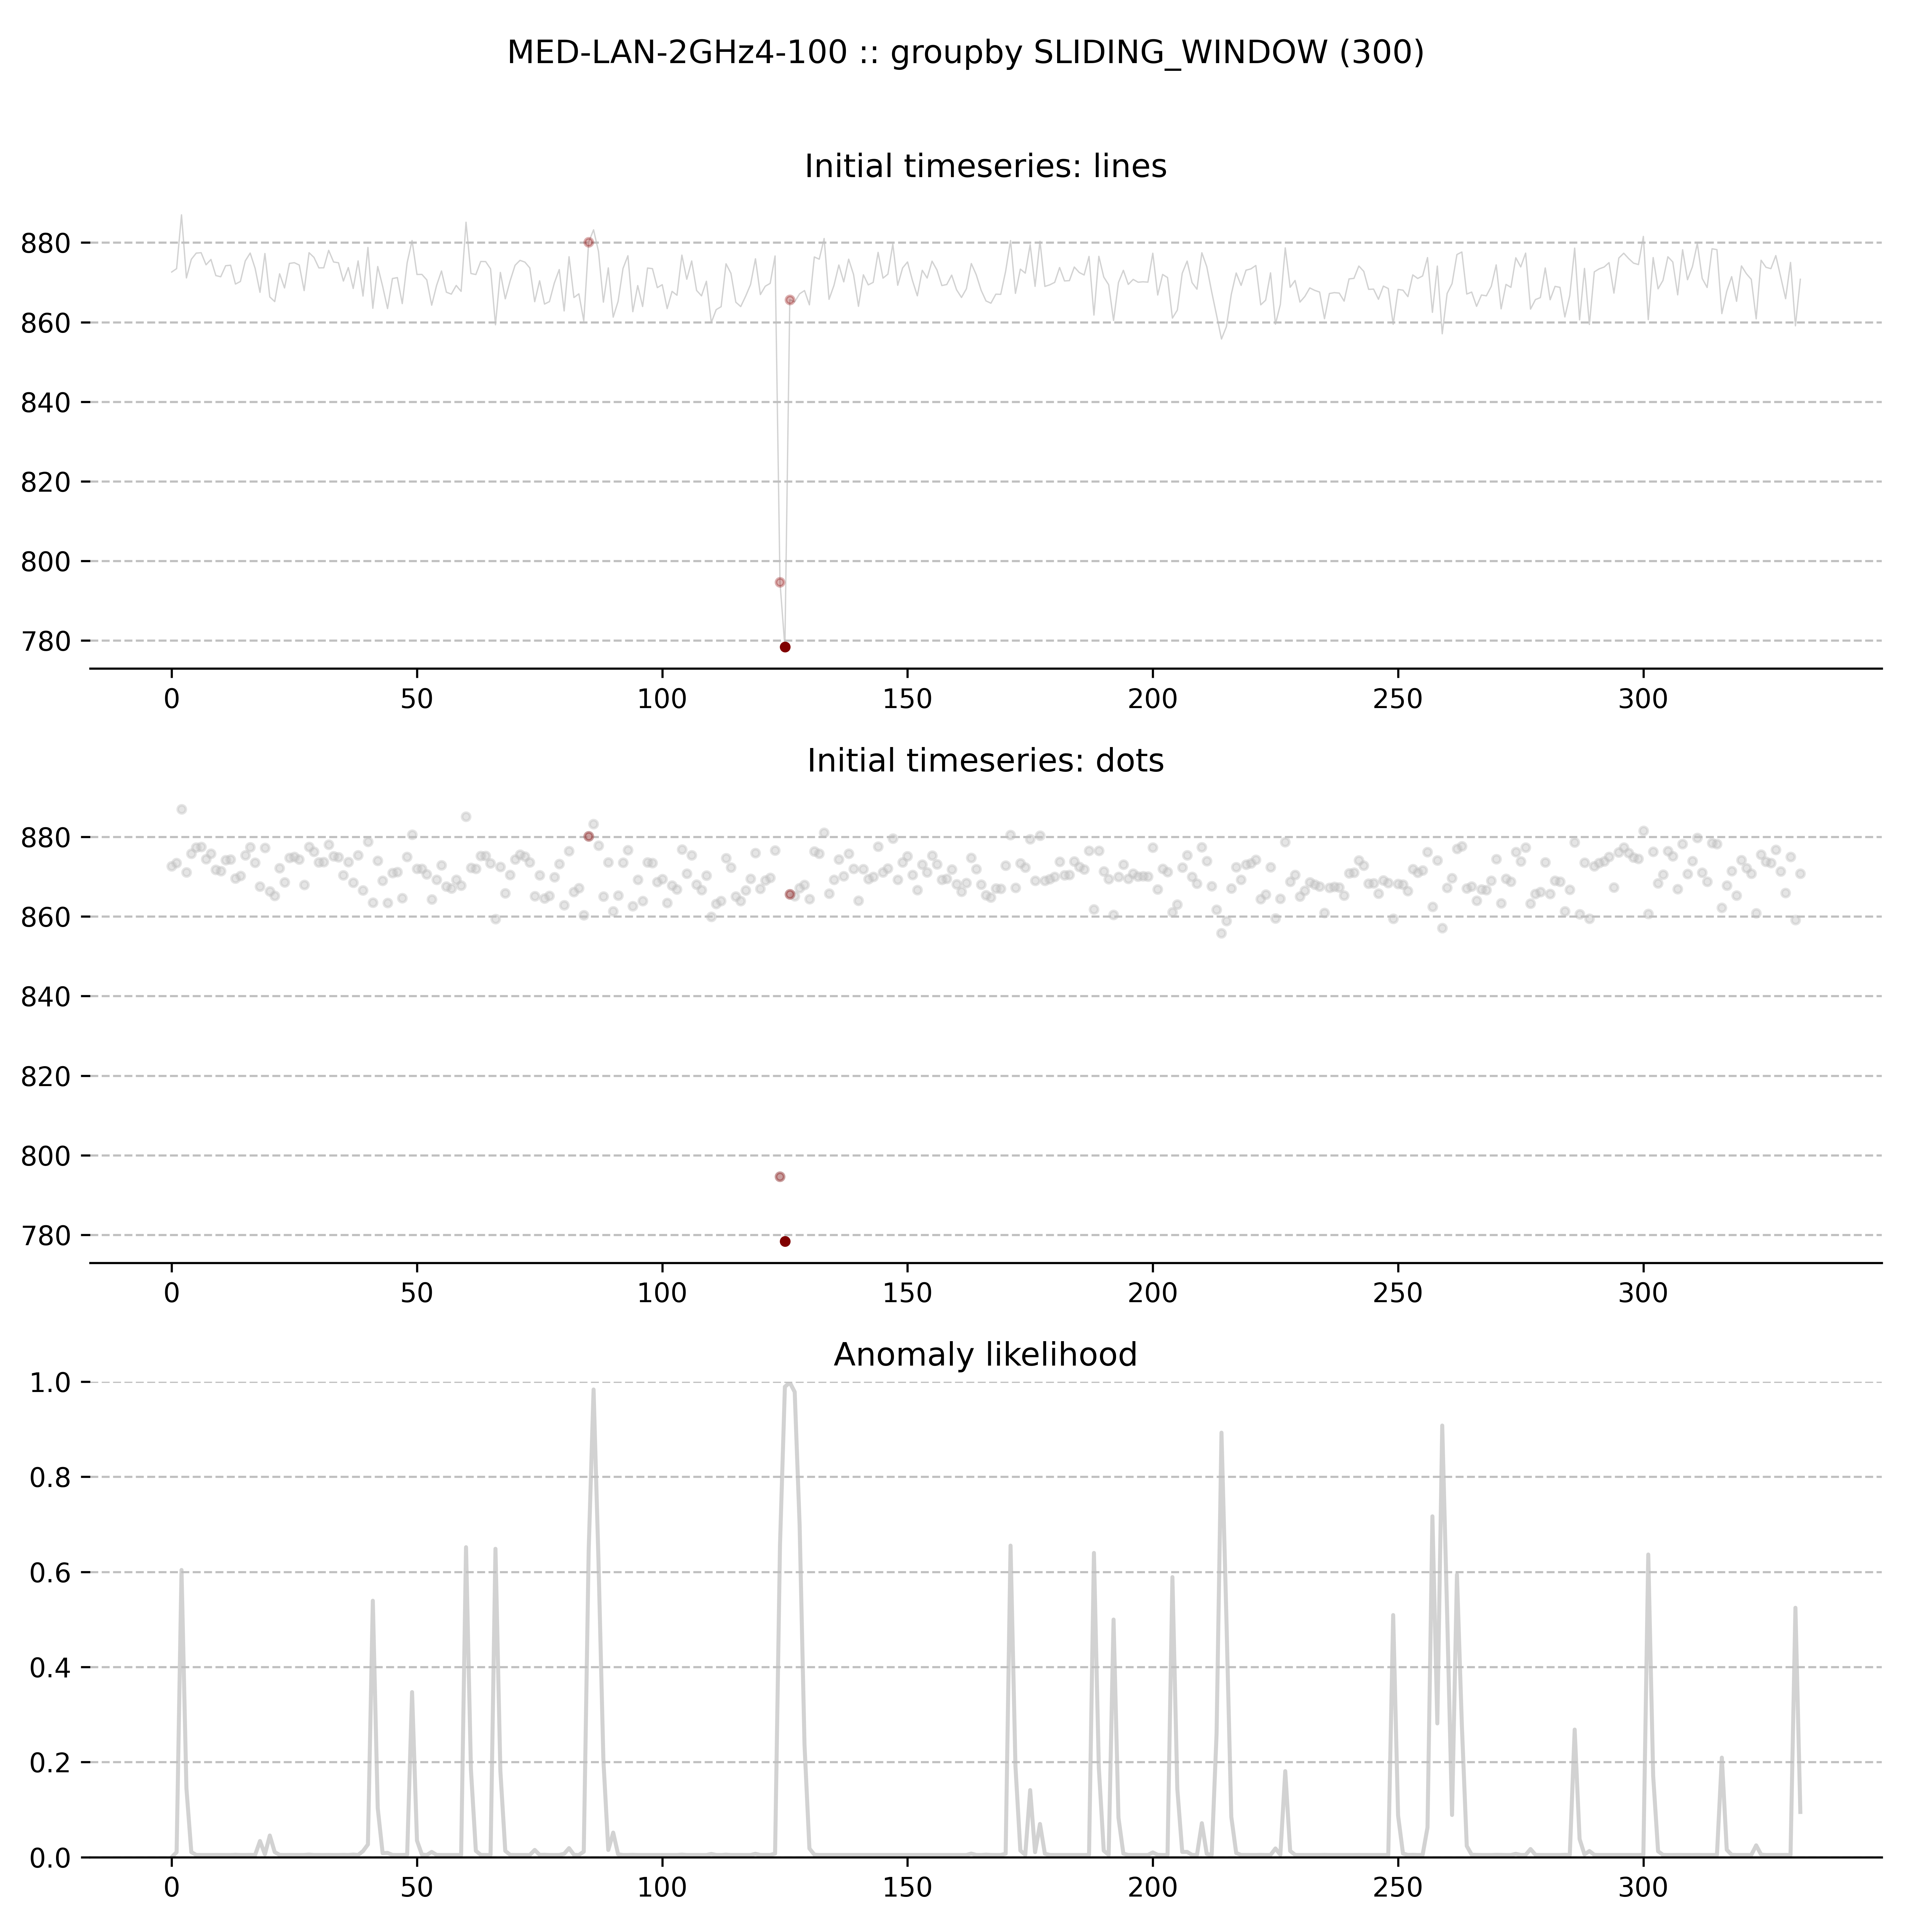 MED-LAN-2GHz4-100 :: groupby SLIDING_WINDOW (300)
Initial timeseries: lines
880
860
840
820
800
780
0 50 100 150 200 250 300
Initial timeseries: dots
880
860
840
820
800
780
0 50 100 150 200 250 300
Anomaly likelihood
1.0
0.8
0.6
0.4
0.2
0.0
0 50 100 150 200 250 300